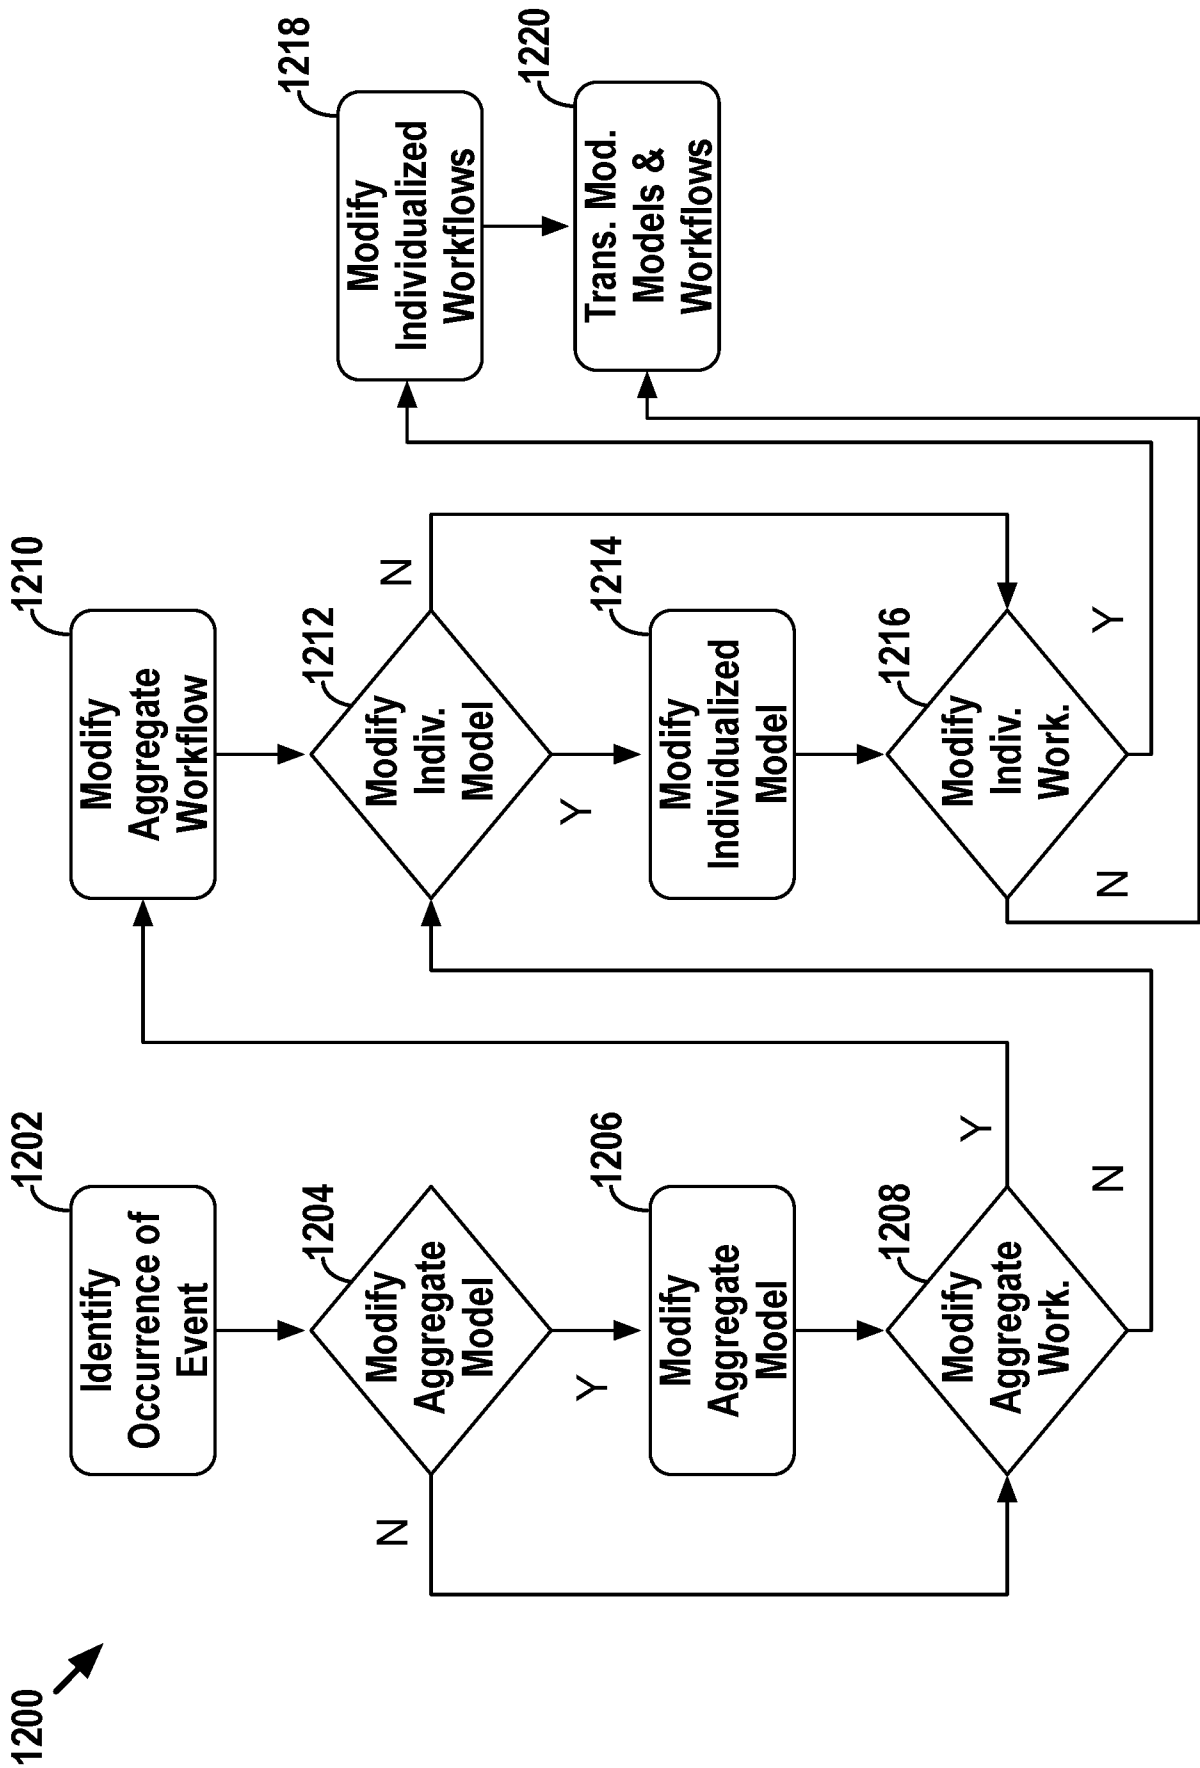 1200
1202
Identify
Occurrence of
Event
1204
Modify
Aggregate
Model
Y
N
1206
Modify
Aggregate
Model
1208
Modify
Aggregate
Work.
Y
N
1210
Modify
Aggregate
Workflow
1212
Modify
Indiv.
Model
N
Y
1214
Modify
Individualized
Model
1216
Modify
Indiv.
Work.
Y
N
1218
Modify
Individualized
Workflows
1220
Trans. Mod.
Models &
Workflows